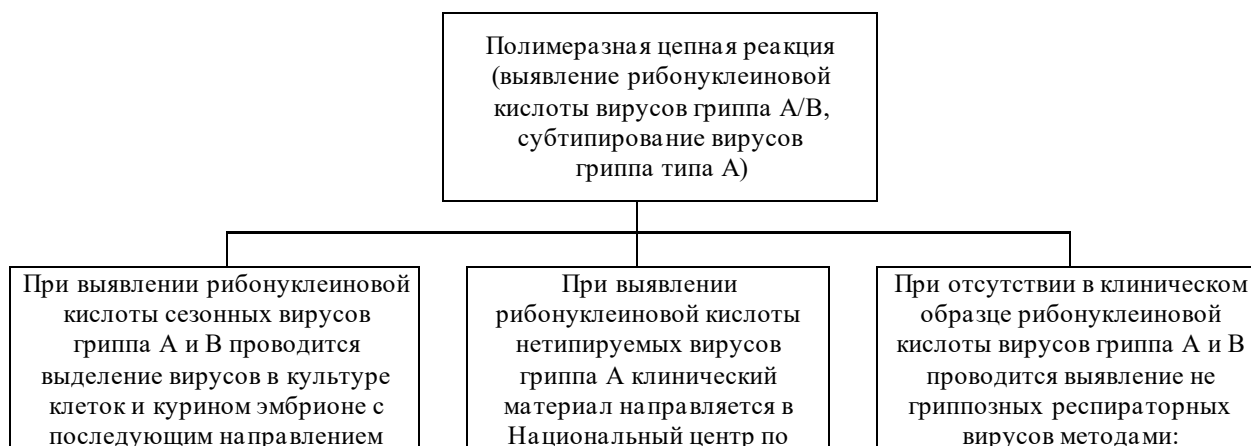 Полимеразная цепная реакция
(выявление рибонуклеиновой
кислоты вирусов гриппа А/В,
субтипирование вирусов
гриппа типа А)
При выявлении рибонуклеиновой
кислоты сезонных вирусов
гриппа А и В проводится
выделение вирусов в культуре
клеток и курином эмбрионе с
последующим направлением
При выявлении
рибонуклеиновой кислоты
нетипируемых вирусов
гриппа А клинический
материал направляется в
Национальный центр по
При отсутствии в клиническом
образце рибонуклеиновой
кислоты вирусов гриппа А и В
проводится выявление не
гриппозных респираторных
вирусов методами: